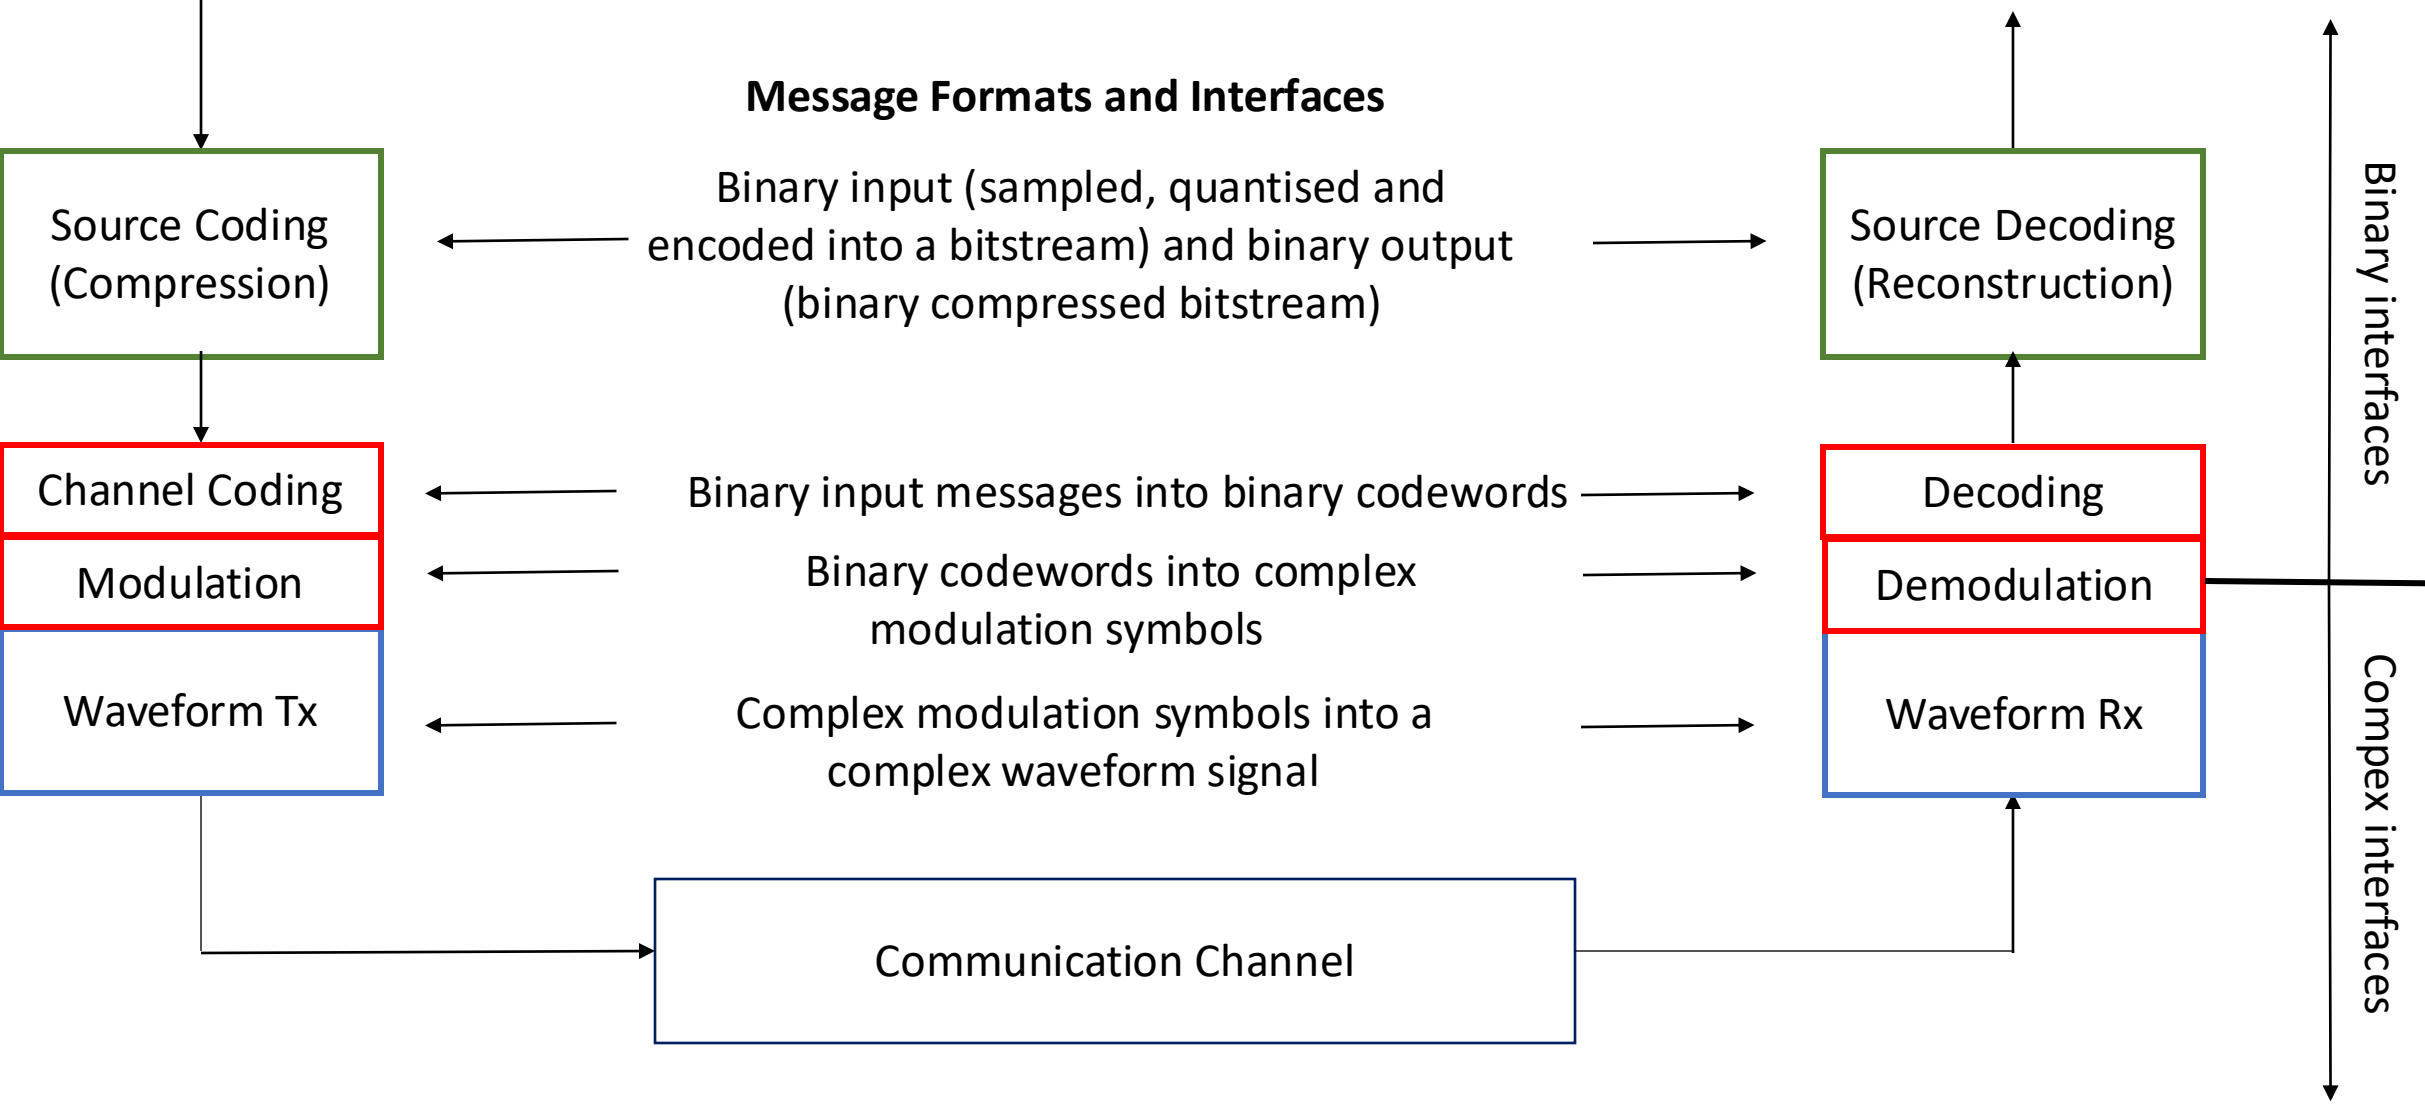 Message Formats and Interfaces
Source Coding
(Compression)
Binary input (sampled, quantised and
encoded into a bitstream) and binary output
(binary compressed bitstream)
Source Decoding
(Reconstruction)
Binary interfaces
Channel Coding
Binary input messages into binary codewords
Decoding
Modulation
Binary codewords into complex
modulation symbols
Demodulation
Waveform Tx
Complex modulation symbols into a
complex waveform signal
Waveform Rx
Compex interfaces
Communication Channel